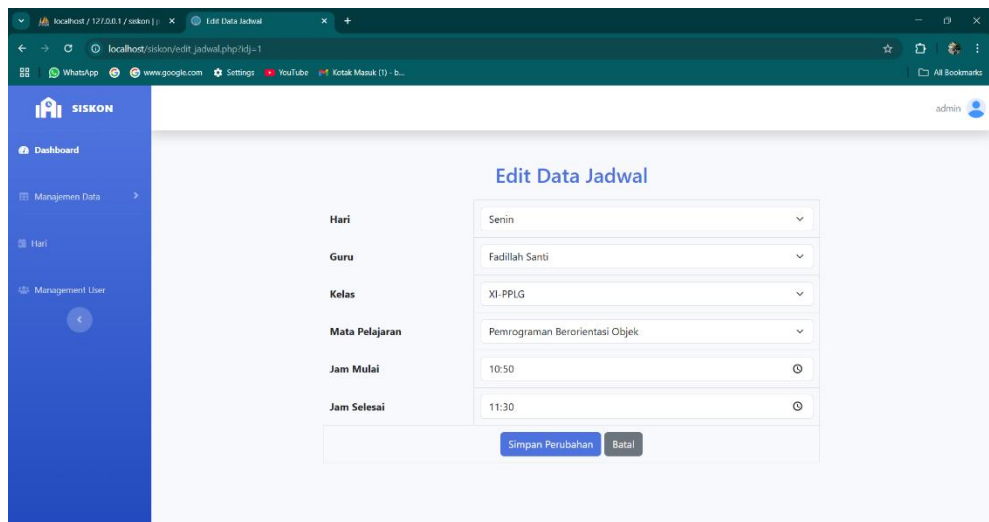 localhost / 127.0.0.1 / siskon | p
Edit Data Jadwal
localhost/siskon/edit_jadwal.php?idj=1
WhatsApp
www.google.com
Settings
YouTube
Kotak Masuk (1) - b...
All Bookmarks
SISKON
admin
Dashboard
Manajemen Data
Hari
Management User
Edit Data Jadwal
Hari Senin
Guru Fadillah Santi
Kelas XI-PPLG
Mata Pelajaran Pemrograman Berorientasi Objek
Jam Mulai 10:50
Jam Selesai 11:30
Simpan Perubahan Batal